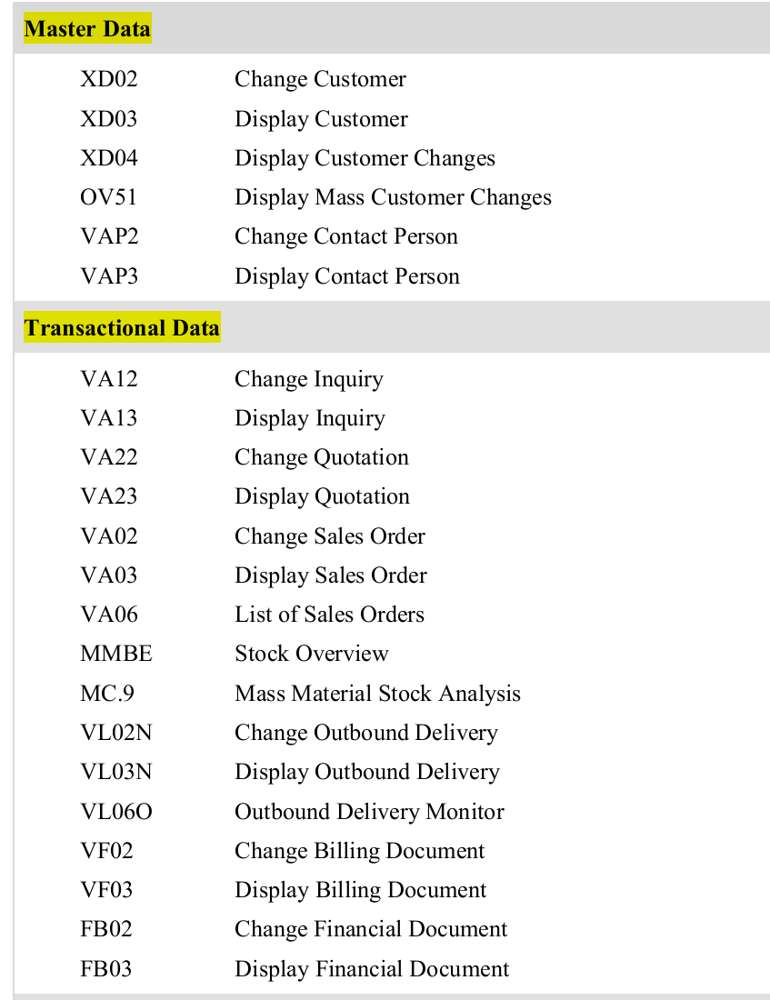 Master Data
XD02 Change Customer
XD03 Display Customer
XD04 Display Customer Changes
OV51 Display Mass Customer Changes
VAP2 Change Contact Person
VAP3 Display Contact Person
Transactional Data
VA12 Change Inquiry
VA13 Display Inquiry
VA22 Change Quotation
VA23 Display Quotation
VA02 Change Sales Order
VA03 Display Sales Order
VA06 List of Sales Orders
MMBE Stock Overview
MC.9 Mass Material Stock Analysis
VL02N Change Outbound Delivery
VL03N Display Outbound Delivery
VL06O Outbound Delivery Monitor
VF02 Change Billing Document
VF03 Display Billing Document
FB02 Change Financial Document
FB03 Display Financial Document